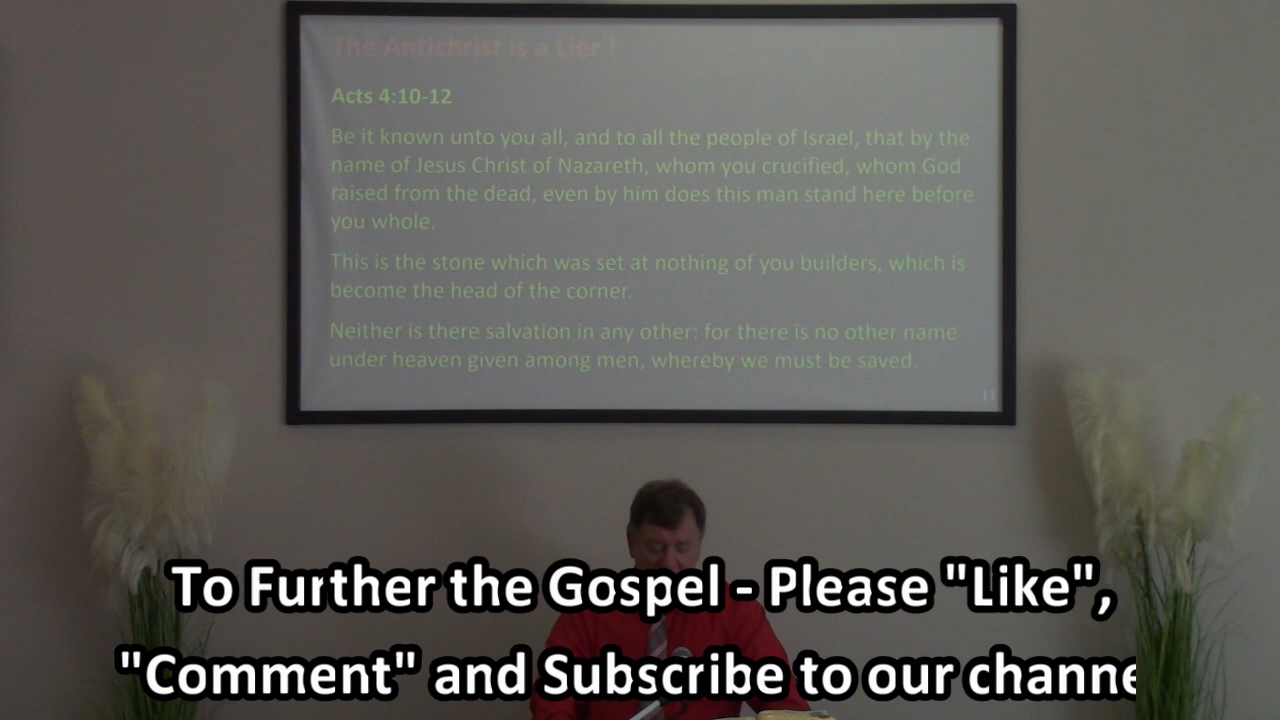 The Antichrist is a Lier !
Acts 4:10-12
Be it known unto you all, and to all the people of Israel, that by the
name of Jesus Christ of Nazareth, whom you crucified, whom God
raised from the dead, even by him does this man stand here before
you whole.
This is the stone which was set at nothing of you builders, which is
become the head of the corner.
Neither is there salvation in any other: for there is no other name
under heaven given among men, whereby we must be saved.
11
To Further the Gospel - Please "Like",
"Comment" and Subscribe to our channe